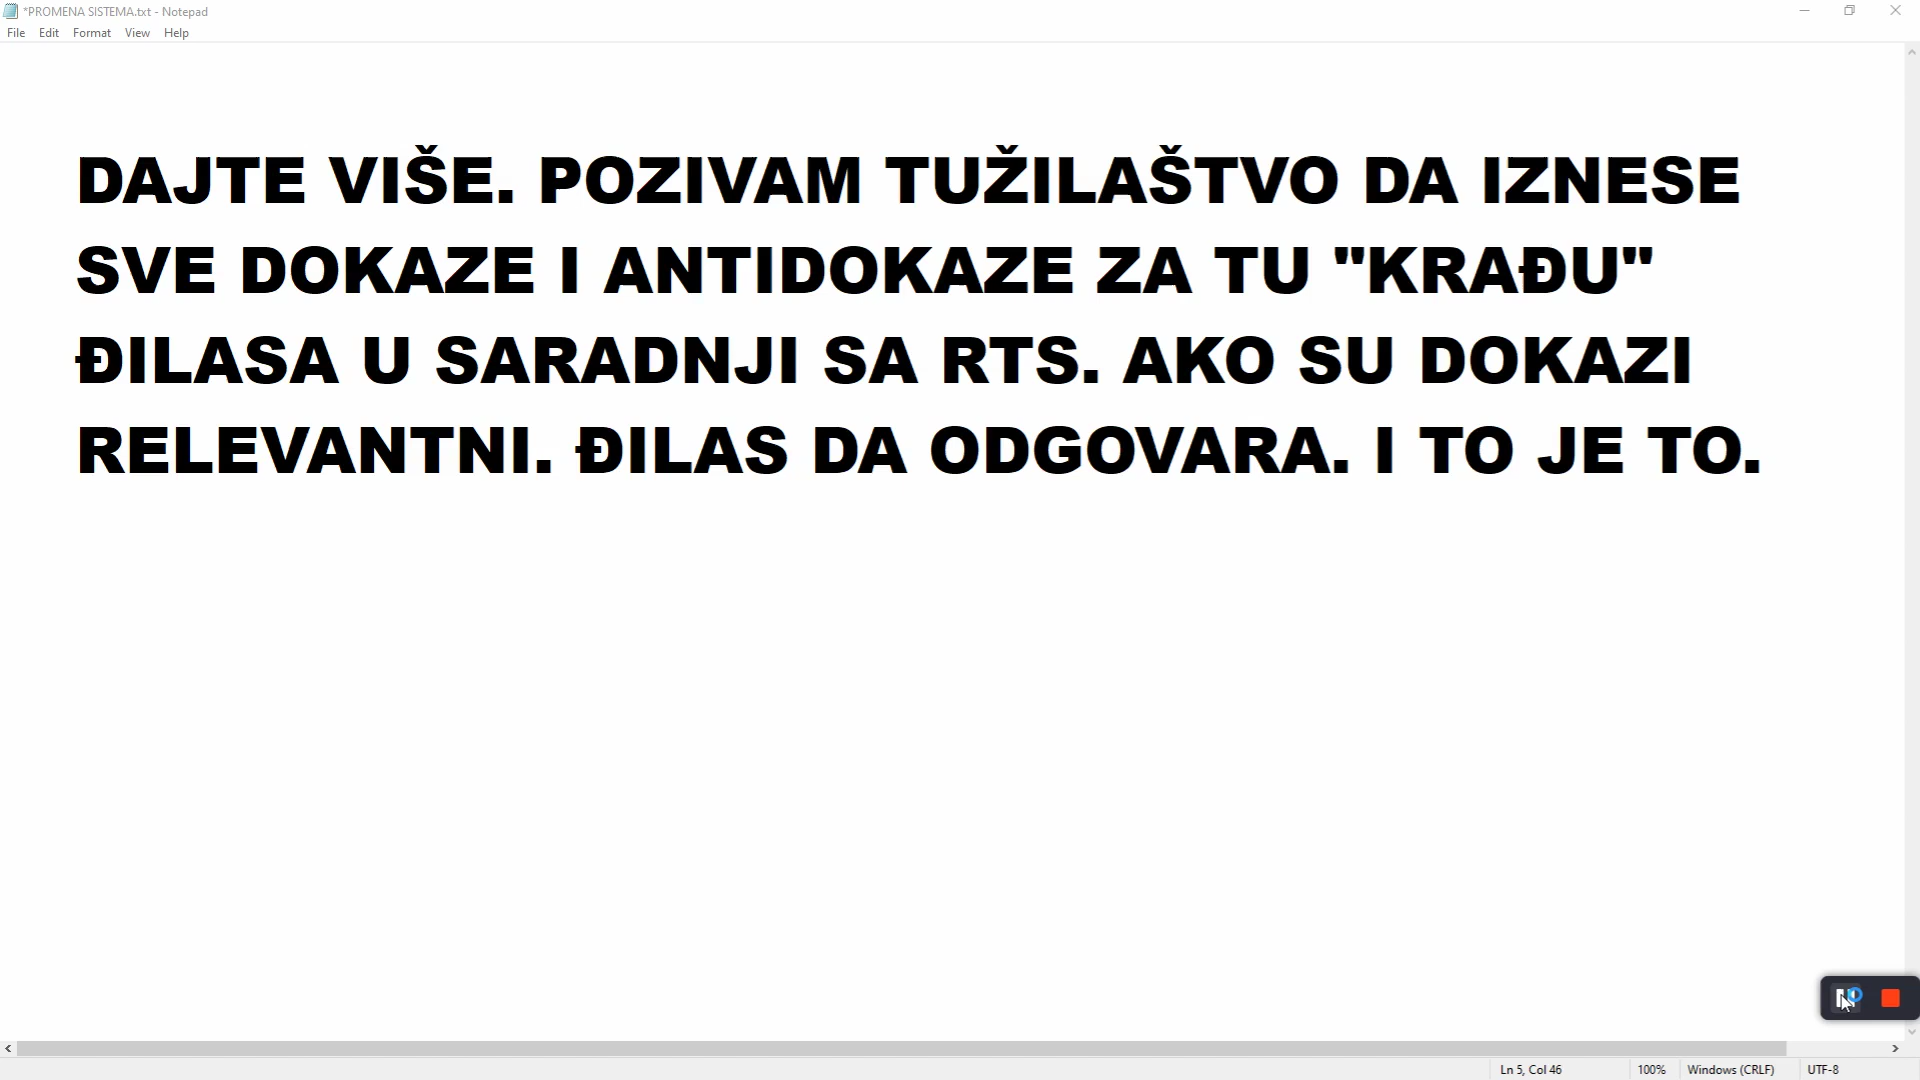 *PROMENA SISTEMA.txt - Notepad
File Edit Format View Help
DAJTE VIŠE. POZIVAM TUŽILAŠTVO DA IZNESE
SVE DOKAZE I ANTIDOKAZE ZA TU "KRAĐU"
ĐILASA U SARADNJI SA RTS. AKO SU DOKAZI
RELEVANTNI. ĐILAS DA ODGOVARA. I TO JE TO.
Ln 5, Col 46 100% Windows (CRLF) UTF-8